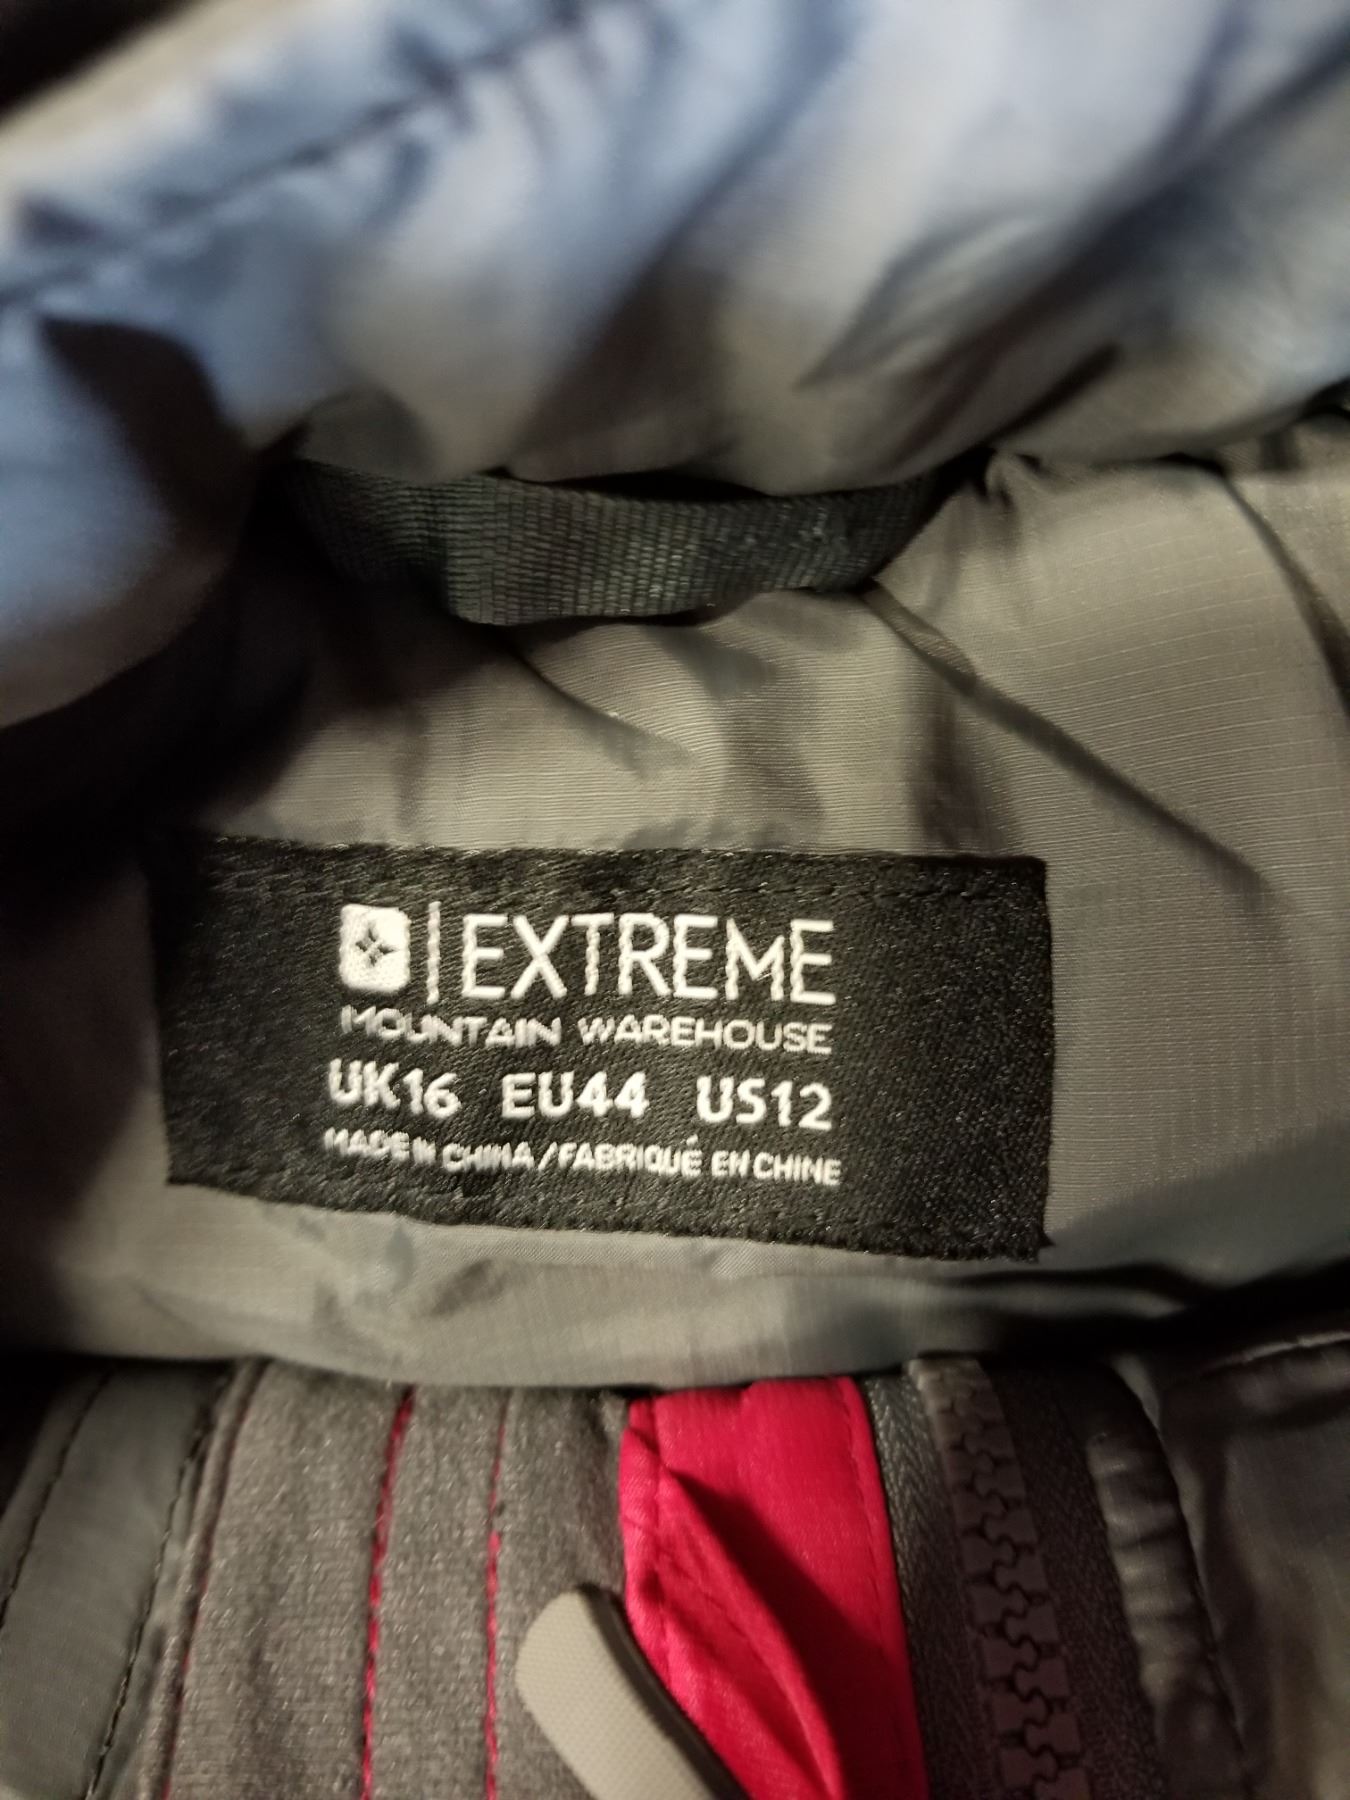 EXTREME
MOUNTAIN WAREHOUSE
UK16 EU44 US12
MADE IN CHINA/FABRIQUÉ EN CHINE